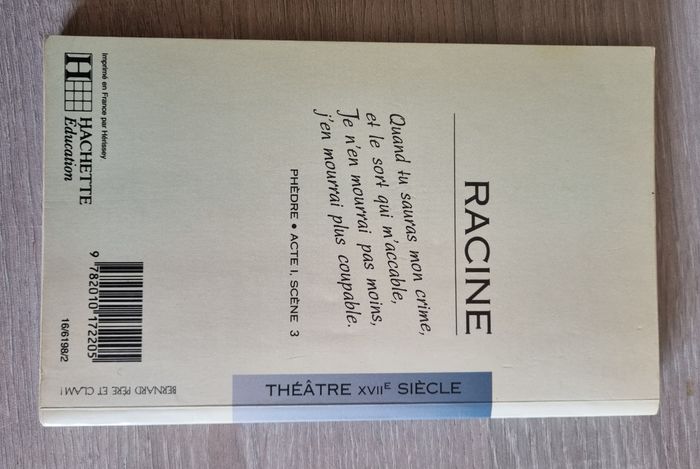 RACINE
Quand tu sauras mon crime,
et le sort qui m'accable,
Je n'en mourrai pas moins,
j'en mourrai plus coupable.
PHÈDRE • ACTE I, SCÈNE 3
THÉÂTRE XVIIE SIÈCLE
Imprimé en France par Hérissey
H
HACHETTE
Éducation
9 782010 172205
16/6198/2
BERNARD PÈRE ET CLAM!